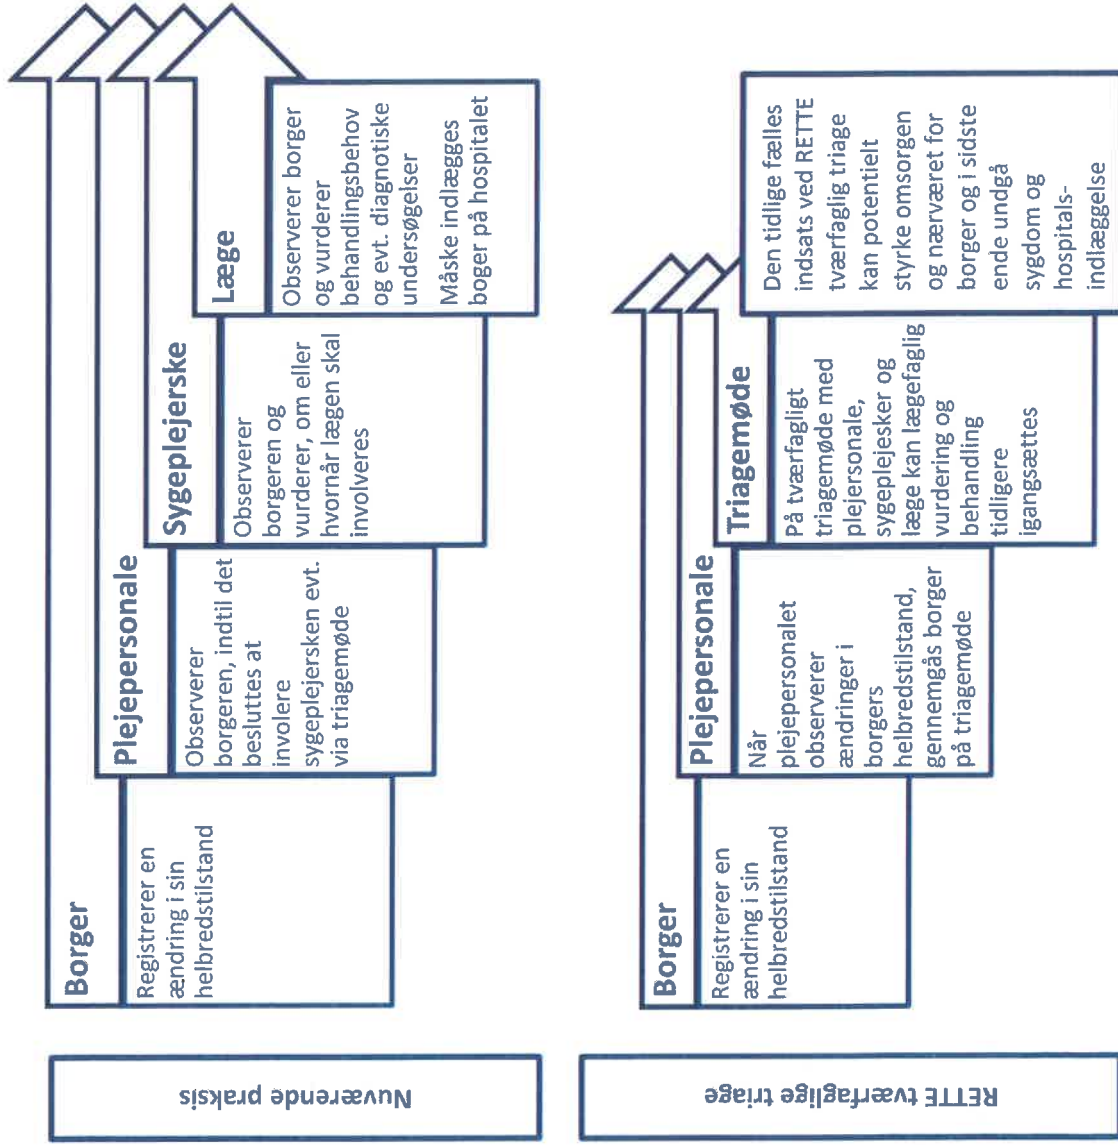 Nuværende praksis
Borger
Registrerer en
ændring i sin
helbredstilstand
Plejepersonale
Observerer
borgeren, indtil det
besluttes at
involere
sygeplejersken evt.
via triagemøde
Sygeplejerske
Observerer
borgeren og
vurderer, om eller
hvornår lægen skal
involveres
Læge
Observerer borger
og vurderer
behandlingsbehov
og evt. diagnotiske
undersøgelser
Måske indlægges
boger på hospitalet
RETTE tværfaglige triage
Borger
Registrerer en
ændring i sin
helbredstilstand
Plejepersonale
Når
plejepersonalet
observerer
ændringer i
borgers
helbredstilstand,
gennemgås borger
på triagemøde
Triagemøde
På tværfagligt
triagemøde med
plejersonale,
sygeplejesker og
læge kan lægefaglig
vurdering og
behandling
tidligere
igangsættes
Den tidlige fælles
indsats ved RETTE
tværfaglig triage
kan potentielt
styrke omsorgen
og nærværet for
borger og i sidste
ende undgå
sygdom og
hospitals-
indlæggelse